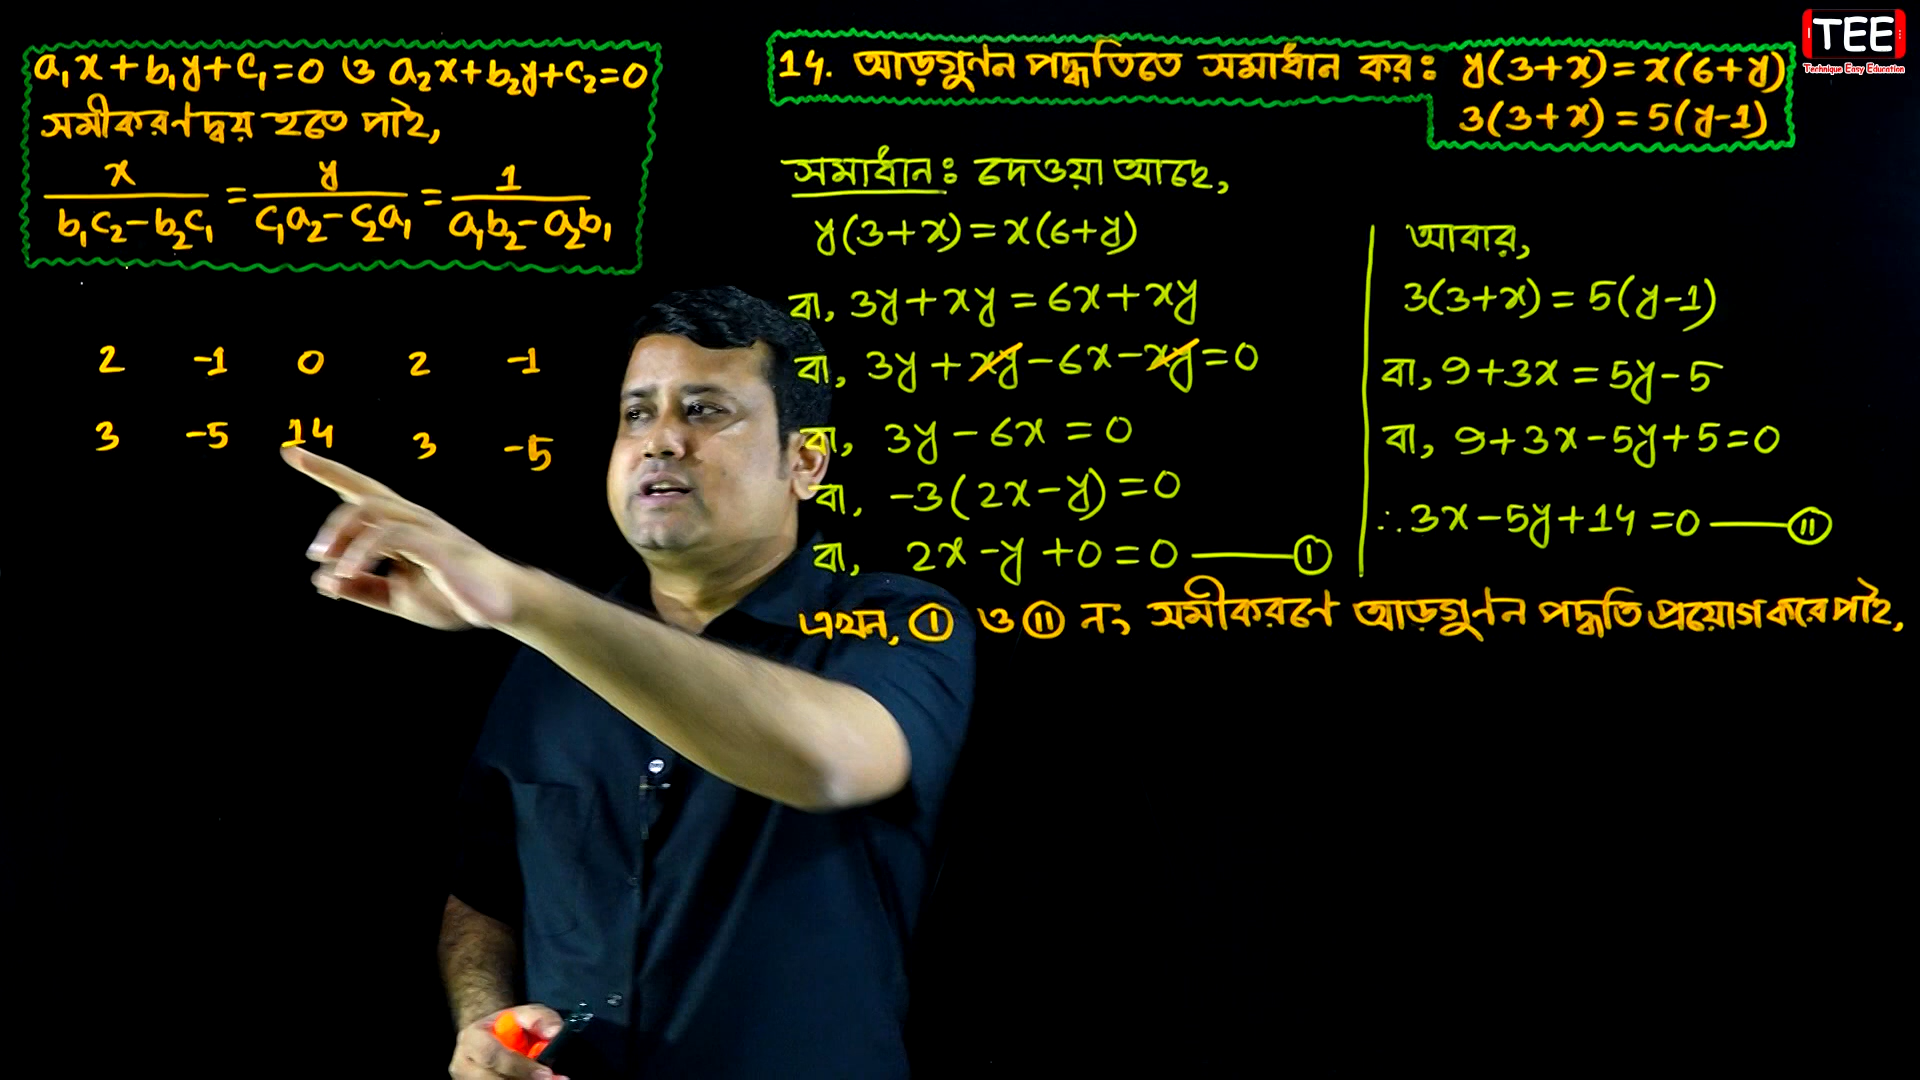 TEE
Technique Easy Education
a₁x+b₁y+c₁=0 ও a₂x+b₂y+c₂=0
সমীকরণদ্বয় হতে পাই,
x/(b₁c₂-b₂c₁) = y/(c₁a₂-c₂a₁) = 1/(a₁b₂-a₂b₁)
2 -1 0 2 -1
3 -5 14 3 -5
14. আড়গুণন পদ্ধতিতে সমাধান কর: y(3+x)=x(6+y)
3(3+x)=5(y-1)
সমাধান: দেওয়া আছে,
y(3+x)=x(6+y)
বা, 3y+xy=6x+xy
বা, 3y+xy-6x-xy=0
বা, 3y-6x=0
বা, -3(2x-y)=0
বা, 2x-y+0=0 — (i)
আবার,
3(3+x)=5(y-1)
বা, 9+3x=5y-5
বা, 9+3x-5y+5=0
∴ 3x-5y+14=0 — (ii)
এখন, (i) ও (ii) নং সমীকরণে আড়গুণন পদ্ধতি প্রয়োগ করে পাই,